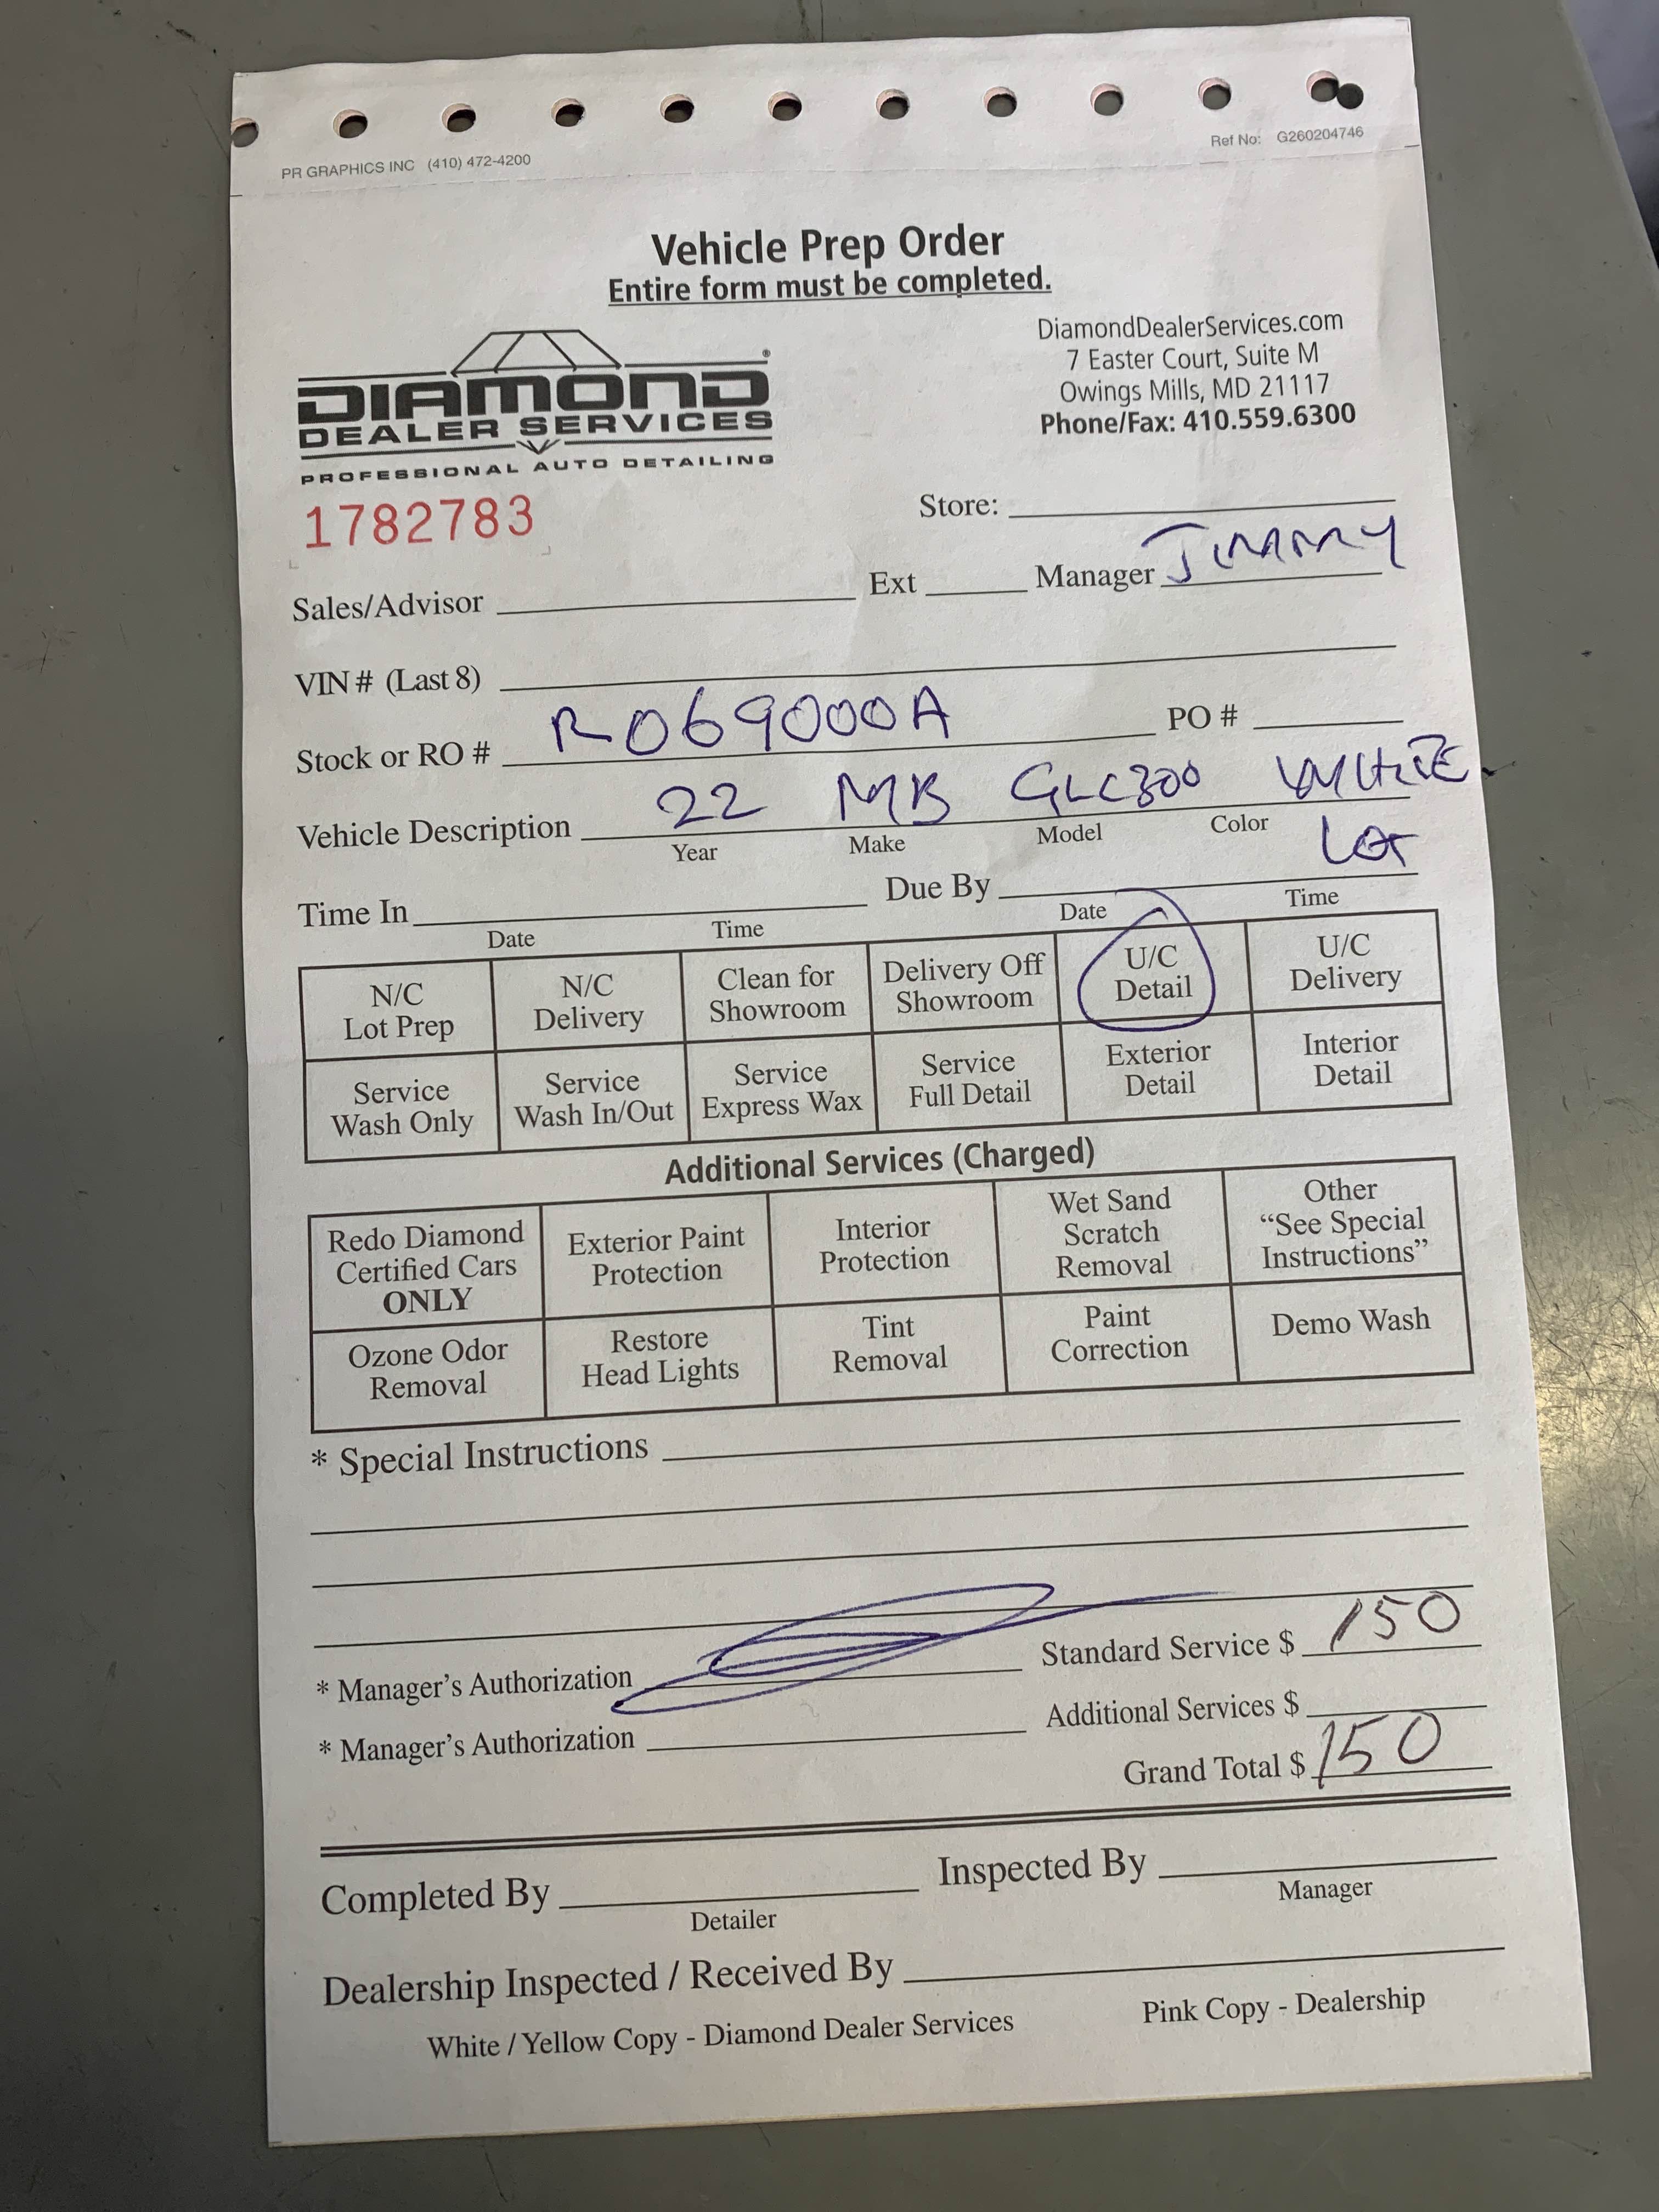 PR GRAPHICS INC (410) 472-4200
Ref No: G260204746
Vehicle Prep Order
Entire form must be completed.
DIAMOND
DEALER SERVICES
PROFESSIONAL AUTO DETAILING
DiamondDealerServices.com
7 Easter Court, Suite M
Owings Mills, MD 21117
Phone/Fax: 410.559.6300
1782783
Store:
Sales/Advisor Ext Manager Jimmy
VIN # (Last 8)
Stock or RO # R069000A PO #
Vehicle Description 22 MB GLC300 WHITE
Year Make Model Color
Time In Due By Lot
Date Time Date Time
N/C Lot Prep
N/C Delivery
Clean for Showroom
Delivery Off Showroom
U/C Detail
U/C Delivery
Service Wash Only
Service Wash In/Out
Service Express Wax
Service Full Detail
Exterior Detail
Interior Detail
Additional Services (Charged)
Redo Diamond Certified Cars ONLY
Exterior Paint Protection
Interior Protection
Wet Sand Scratch Removal
Other “See Special Instructions”
Ozone Odor Removal
Restore Head Lights
Tint Removal
Paint Correction
Demo Wash
* Special Instructions
* Manager's Authorization Standard Service $ 150
* Manager's Authorization Additional Services $
Grand Total $ 150
Completed By Inspected By
Detailer Manager
Dealership Inspected / Received By
White / Yellow Copy - Diamond Dealer Services Pink Copy - Dealership